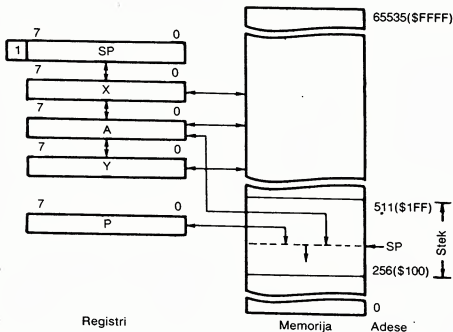 7 0
65535($FFFF)
1 SP
7 0
X
7 0
A
7 0
Y
7 0
P
511($1FF)
SP
Stek
256($100)
0
Registri Memorija Adese